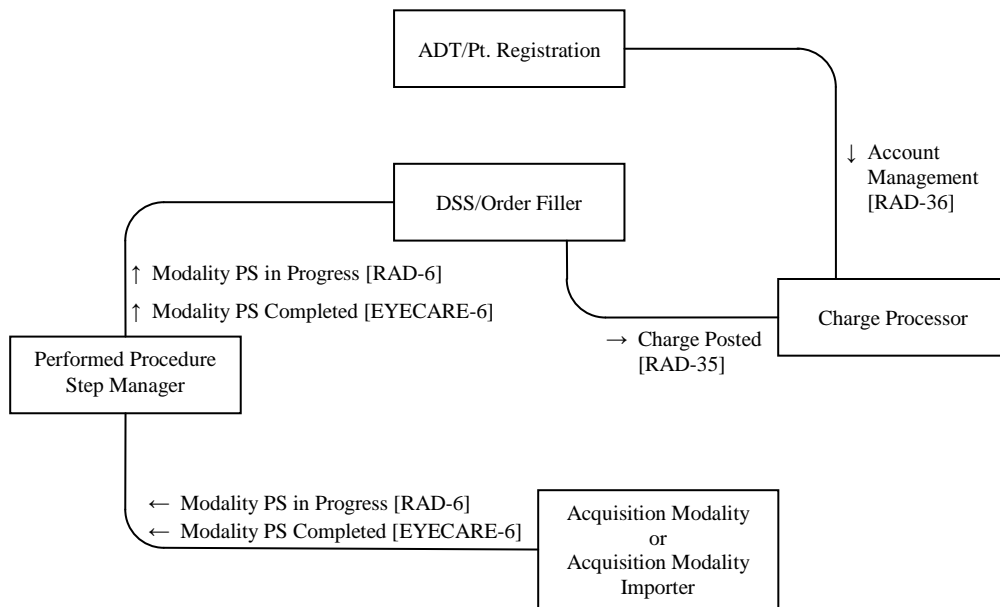 ADT/Pt. Registration
↓ Account
Management
[RAD-36]
DSS/Order Filler
↑ Modality PS in Progress [RAD-6]
↑ Modality PS Completed [EYECARE-6]
Charge Processor
→ Charge Posted
[RAD-35]
Performed Procedure
Step Manager
← Modality PS in Progress [RAD-6]
← Modality PS Completed [EYECARE-6]
Acquisition Modality
or
Acquisition Modality
Importer